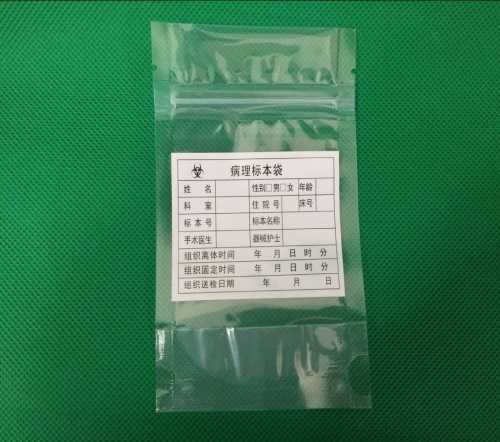 病理标本袋
姓 名 性别□男□女 年龄
科 室 住 院 号 床号
标 本 号 标本名称
手术医生 器械护士
组织离体时间 年 月 日 时 分
组织固定时间 年 月 日 时 分
组织送检日期 年 月 日